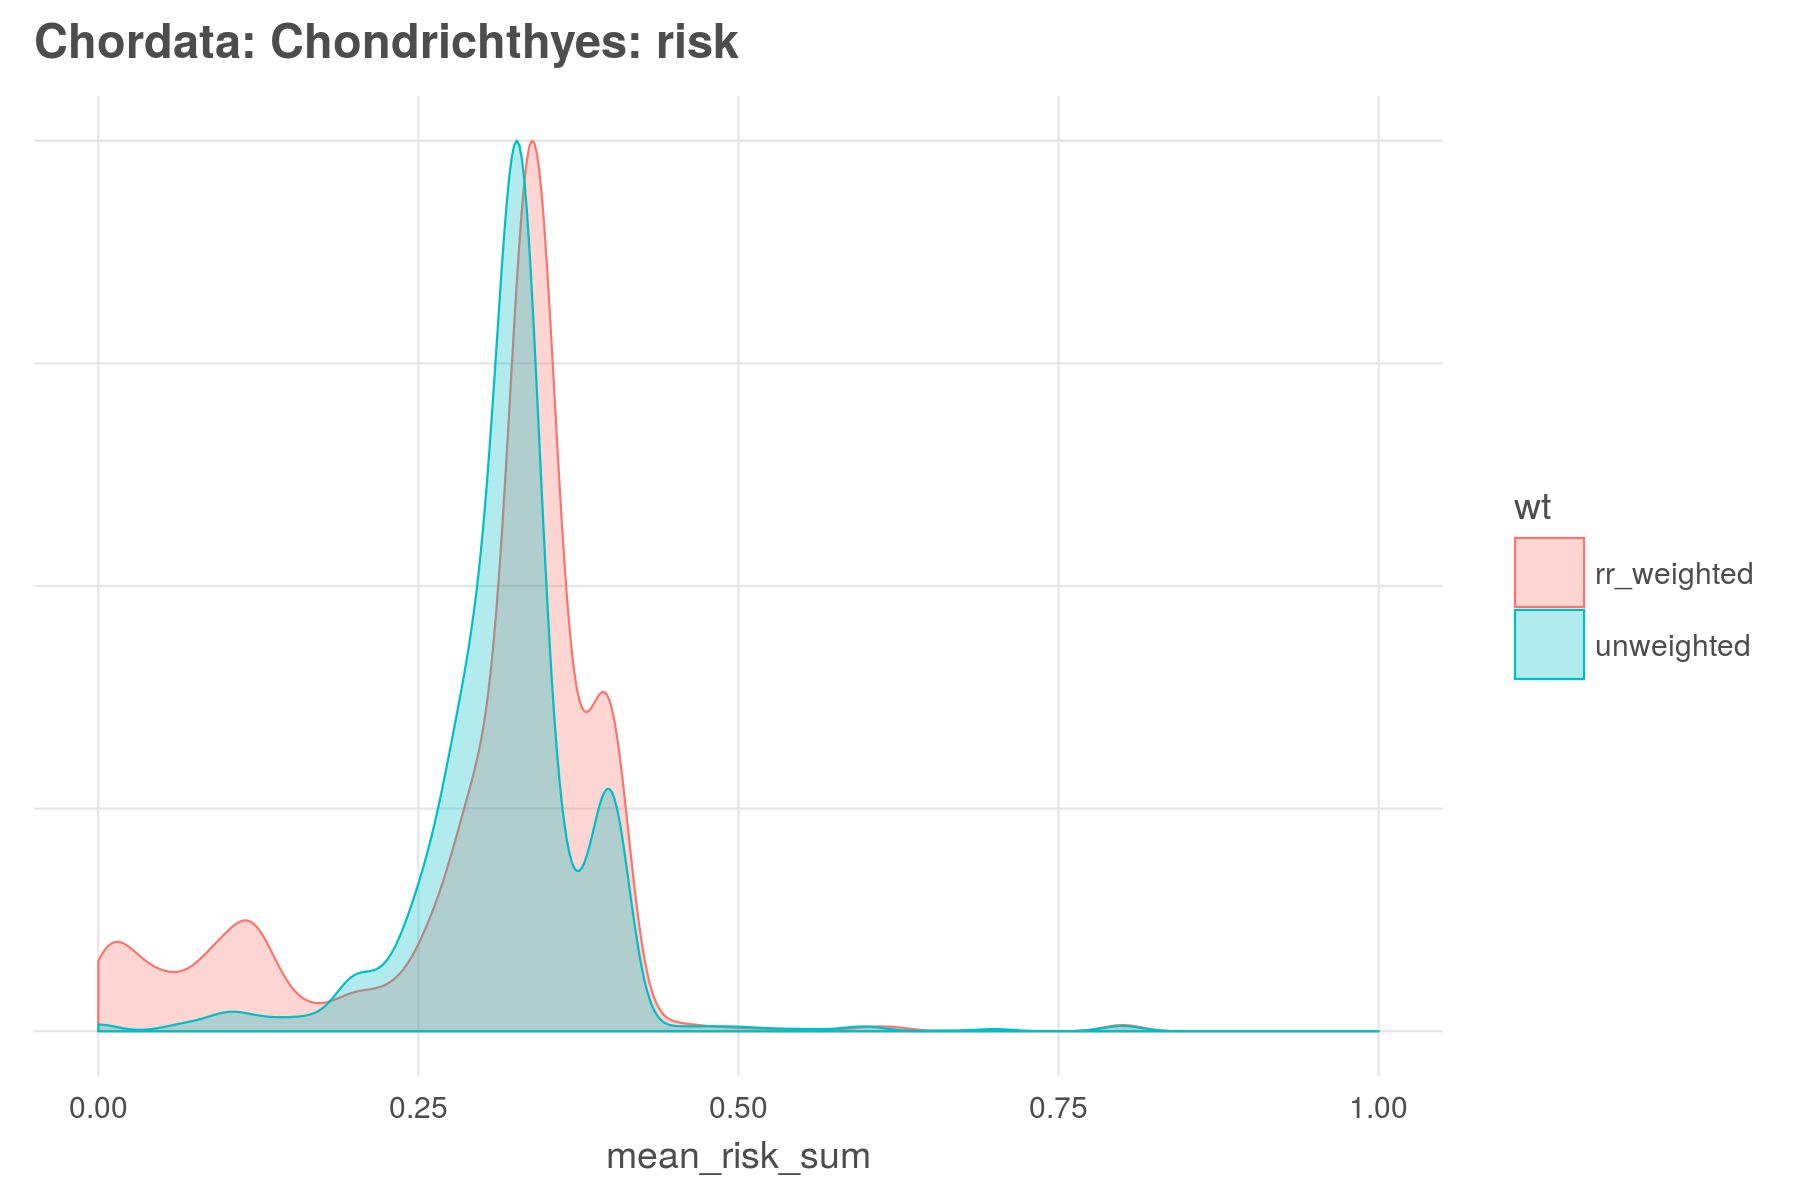 Chordata: Chondrichthyes: risk
wt
rr_weighted
unweighted
0.00 0.25 0.50 0.75 1.00
mean_risk_sum